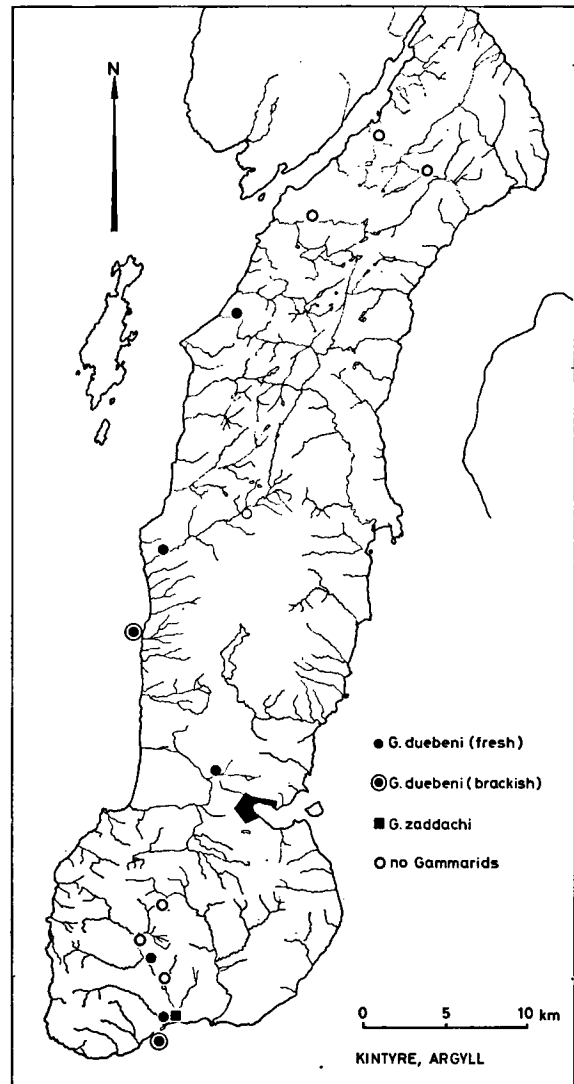 N
G. duebeni (fresh)
G. duebeni (brackish)
G. zaddachi
no Gammarids
0 5 10 km
KINTYRE, ARGYLL